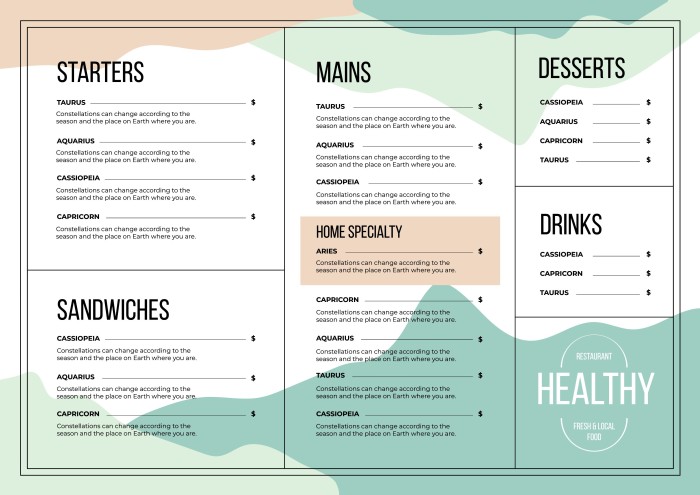 STARTERS
TAURUS $
Constellations can change according to the
season and the place on Earth where you are.
AQUARIUS $
Constellations can change according to the
season and the place on Earth where you are.
CASSIOPEIA $
Constellations can change according to the
season and the place on Earth where you are.
CAPRICORN $
Constellations can change according to the
season and the place on Earth where you are.
SANDWICHES
CASSIOPEIA $
Constellations can change according to the
season and the place on Earth where you are.
AQUARIUS $
Constellations can change according to the
season and the place on Earth where you are.
CAPRICORN $
Constellations can change according to the
season and the place on Earth where you are.
MAINS
TAURUS $
Constellations can change according to the
season and the place on Earth where you are.
AQUARIUS $
Constellations can change according to the
season and the place on Earth where you are.
CASSIOPEIA $
Constellations can change according to the
season and the place on Earth where you are.
HOME SPECIALTY
ARIES $
Constellations can change according to the
season and the place on Earth where you are.
CAPRICORN $
Constellations can change according to the
season and the place on Earth where you are.
AQUARIUS $
Constellations can change according to the
season and the place on Earth where you are.
TAURUS $
Constellations can change according to the
season and the place on Earth where you are.
CASSIOPEIA $
Constellations can change according to the
season and the place on Earth where you are.
DESSERTS
CASSIOPEIA $
AQUARIUS $
CAPRICORN $
TAURUS $
DRINKS
CASSIOPEIA $
CAPRICORN $
TAURUS $
RESTAURANT
HEALTHY
FRESH & LOCAL
FOOD